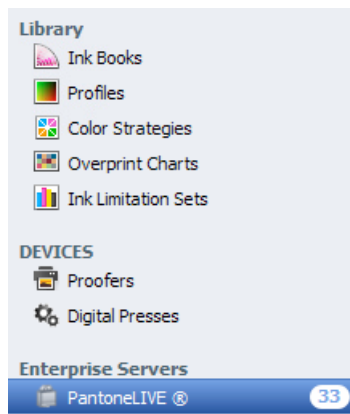 Library
Ink Books
Profiles
Color Strategies
Overprint Charts
Ink Limitation Sets
DEVICES
Proofers
Digital Presses
Enterprise Servers
PantoneLIVE ® 33